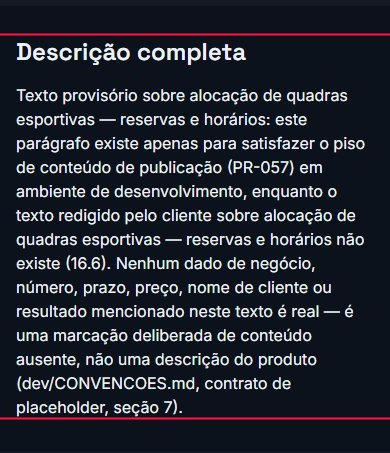 Descrição completa
Texto provisório sobre alocação de quadras
esportivas — reservas e horários: este
parágrafo existe apenas para satisfazer o piso
de conteúdo de publicação (PR-057) em
ambiente de desenvolvimento, enquanto o
texto redigido pelo cliente sobre alocação de
quadras esportivas — reservas e horários não
existe (16.6). Nenhum dado de negócio,
número, prazo, preço, nome de cliente ou
resultado mencionado neste texto é real — é
uma marcação deliberada de conteúdo
ausente, não uma descrição do produto
(dev/CONVENCOES.md, contrato de
placeholder, seção 7).